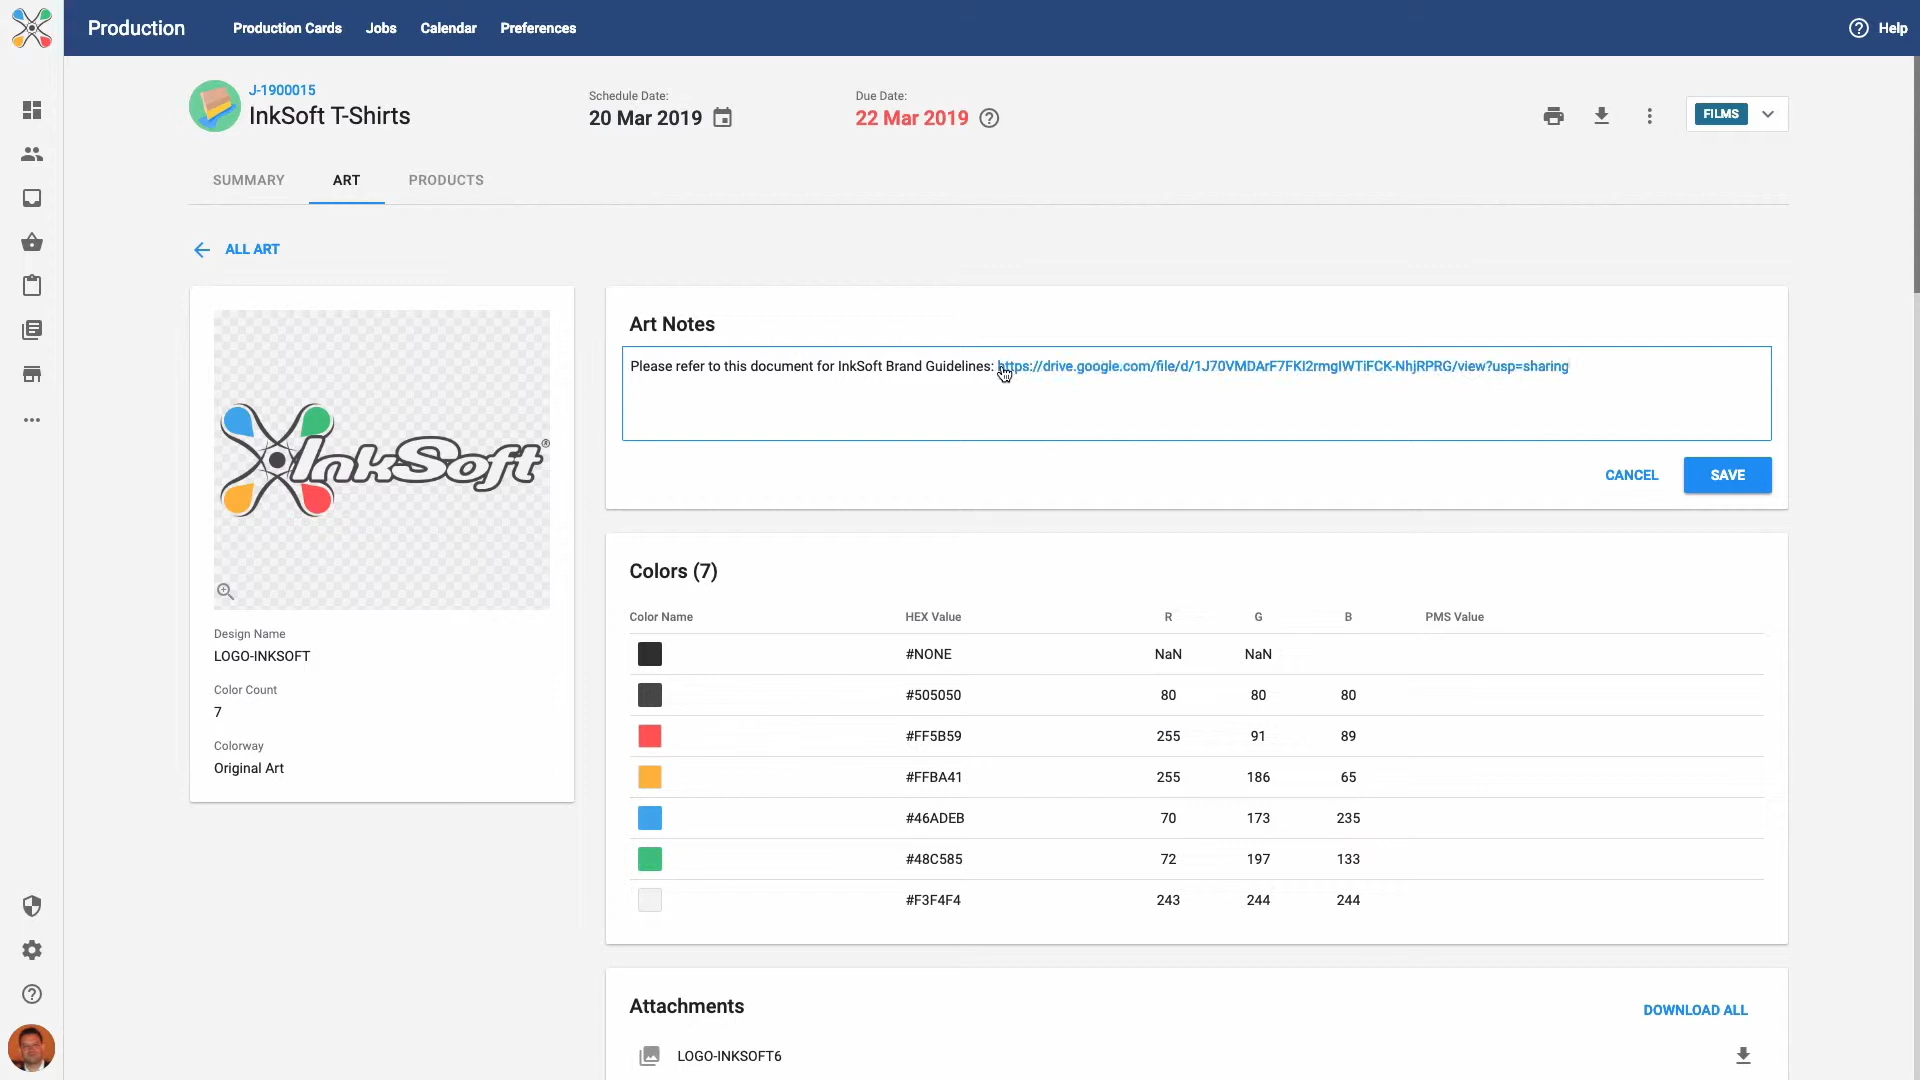 Production
Production Cards Jobs Calendar Preferences
Help
J-1900015
InkSoft T-Shirts
Schedule Date:
20 Mar 2019
Due Date:
22 Mar 2019
FILMS
SUMMARY ART PRODUCTS
ALL ART
InkSoft®
Design Name
LOGO-INKSOFT
Color Count
7
Colorway
Original Art
Art Notes
Please refer to this document for InkSoft Brand Guidelines: https://drive.google.com/file/d/1J70VMDArF7FKI2rmgIWTiFCK-NhjRPRG/view?usp=sharing
CANCEL SAVE
Colors (7)
Color Name HEX Value R G B PMS Value
#NONE NaN NaN
#505050 80 80 80
#FF5B59 255 91 89
#FFBA41 255 186 65
#46ADEB 70 173 235
#48C585 72 197 133
#F3F4F4 243 244 244
Attachments
DOWNLOAD ALL
LOGO-INKSOFT6